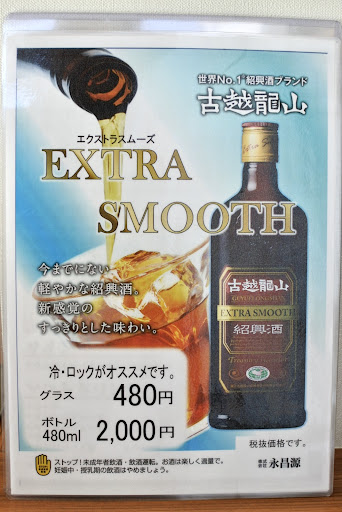 世界No.1紹興酒ブランド
古越龍山
エクストラスムーズ
EXTRA
SMOOTH
今までにない
軽やかな紹興酒。
新感覚の
すっきりとした味わい。
古越龍山
GUYUELONGSHAN
EXTRA SMOOTH
紹興酒
冷・ロックがオススメです。
グラス 480円
ボトル
480ml 2,000円
税抜価格です。
ストップ!未成年者飲酒・飲酒運転。お酒は楽しく適量で。
妊娠中・授乳期の飲酒はやめましょう。
株式会社 永昌源